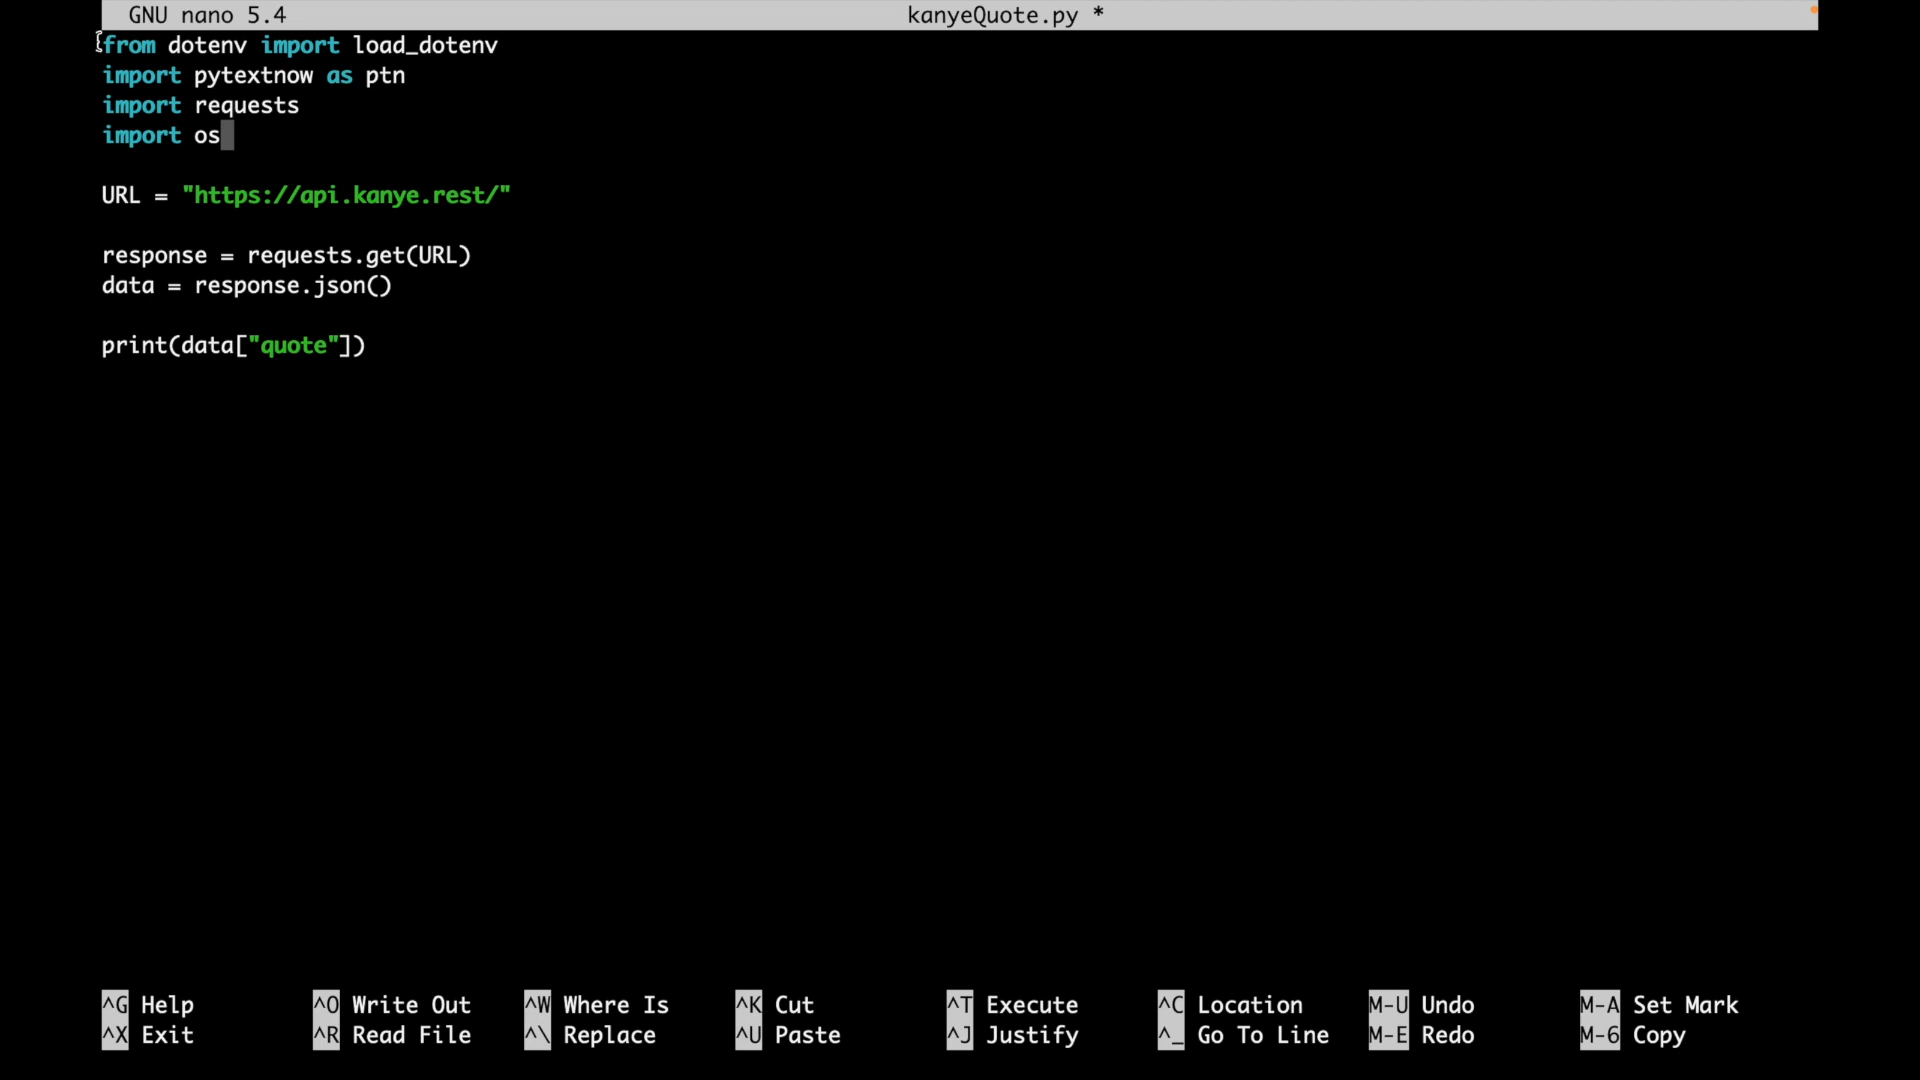 GNU nano 5.4 kanyeQuote.py *
from dotenv import load_dotenv
import pytextnow as ptn
import requests
import os
URL = "https://api.kanye.rest/"
response = requests.get(URL)
data = response.json()
print(data["quote"])
^G Help ^O Write Out ^W Where Is ^K Cut ^T Execute ^C Location M-U Undo M-A Set Mark
^X Exit ^R Read File ^\ Replace ^U Paste ^J Justify ^_ Go To Line M-E Redo M-6 Copy